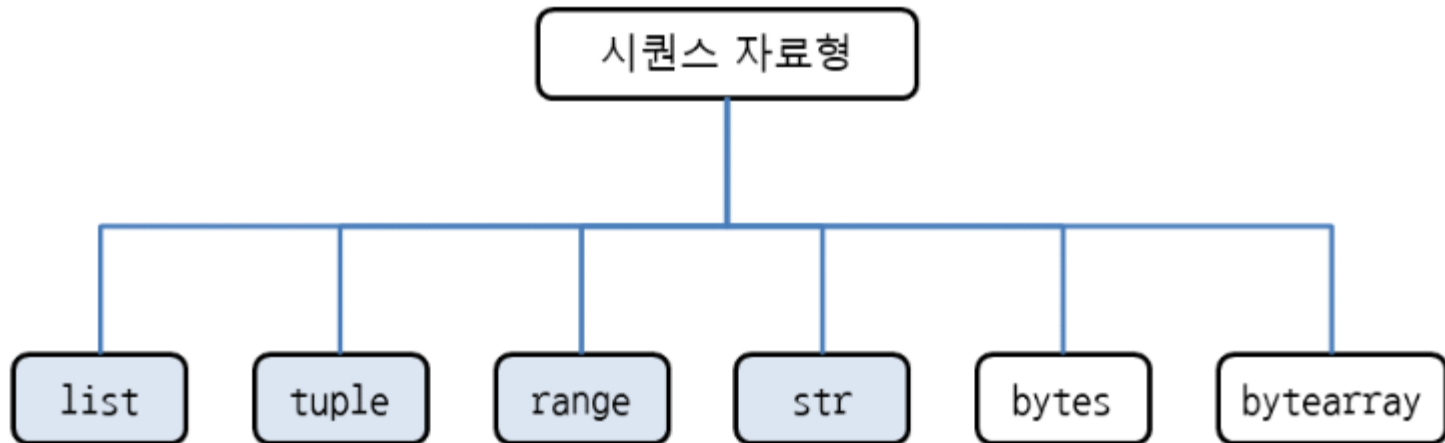 시퀀스 자료형
list
tuple
range
str
bytes
bytearray